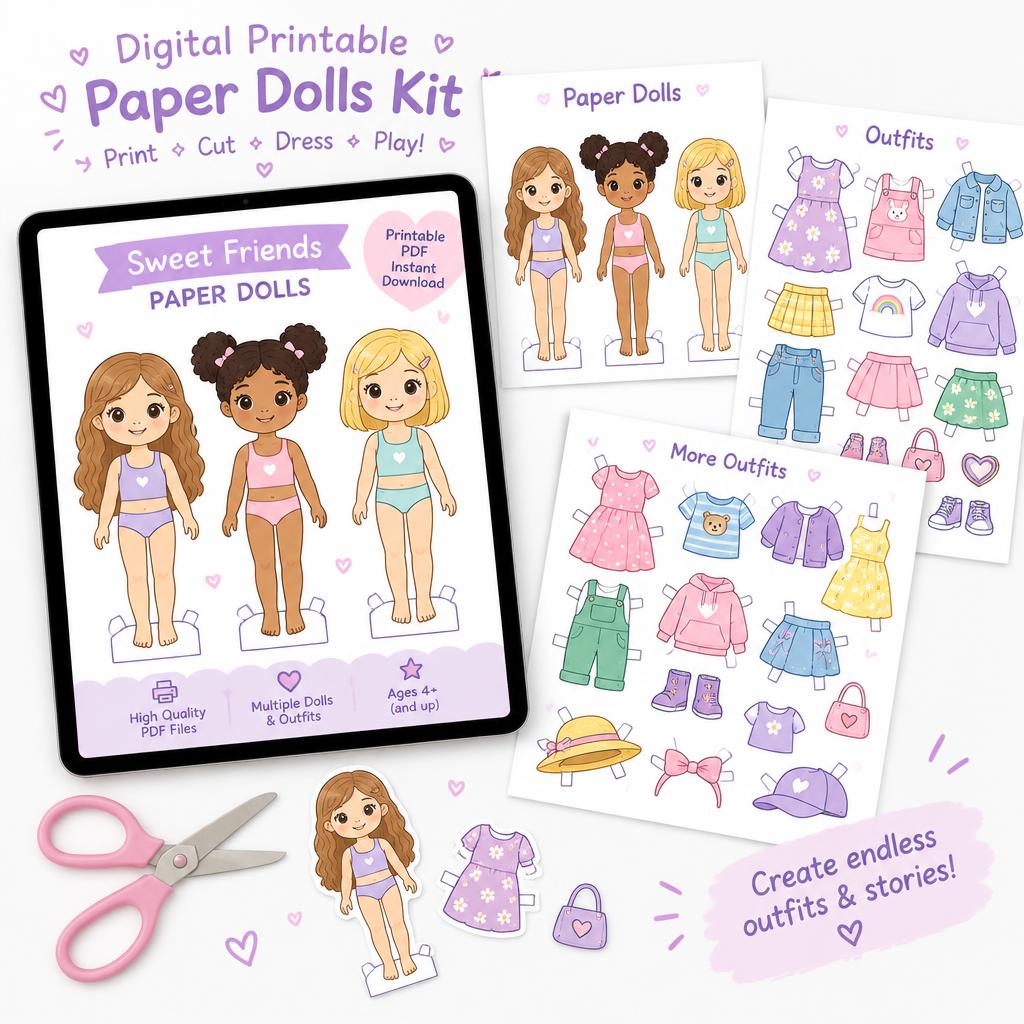 Digital Printable
Paper Dolls Kit
Print Cut Dress Play!
Sweet Friends
PAPER DOLLS
Printable
PDF
Instant
Download
High Quality
PDF Files
Multiple Dolls
& Outfits
Ages 4+
(and up)
Paper Dolls
Outfits
More Outfits
Create endless
outfits & stories!